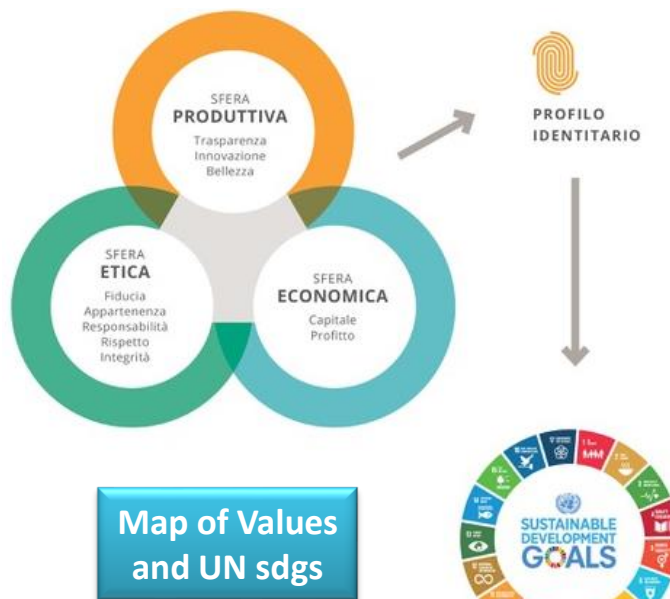 SFERA
PRODUTTIVA
Trasparenza
Innovazione
Bellezza
PROFILO
IDENTITARIO
SFERA
ETICA
Fiducia
Appartenenza
Responsabilità
Rispetto
Integrità
SFERA
ECONOMICA
Capitale
Profitto
Map of Values
and UN sdgs
SUSTAINABLE
DEVELOPMENT
GOALS